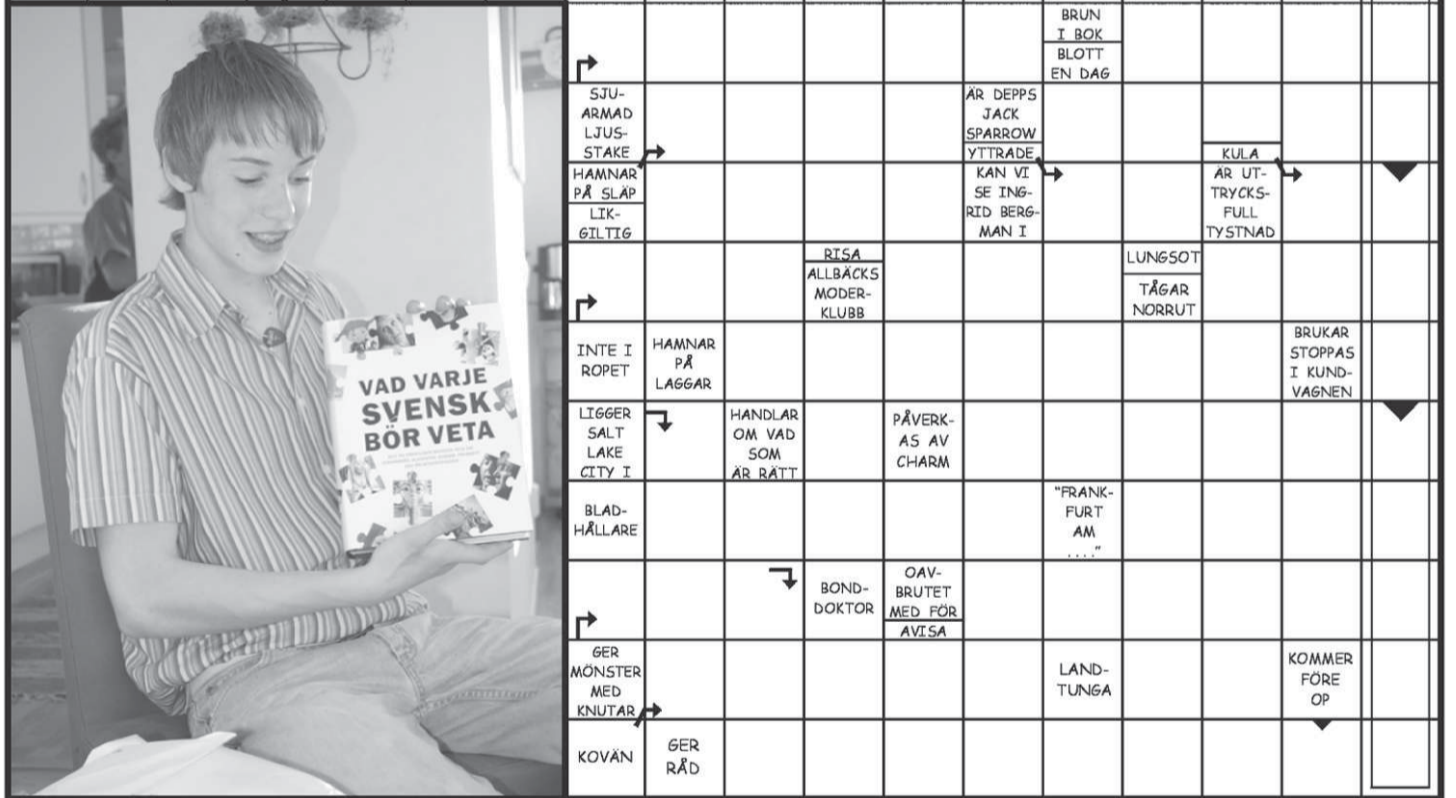 BRUN
I BOK
BLOTT
EN DAG
SJU-
ARMAD
LJUS-
STAKE
ÄR DEPPS
JACK
SPARROW
YTTRADE
KULA
HAMNAR
PÅ SLÄP
LIK-
GILTIG
KAN VI
SE ING-
RID BERG-
MAN I
ÄR UT-
TRYCKS-
FULL
TYSTNAD
RISA
ALLBÄCKS
MODER-
KLUBB
LUNGSOT
TÅGAR
NORRUT
INTE I
ROPET
HAMNAR
PÅ
LAGGAR
BRUKAR
STOPPAS
I KUND-
VAGNEN
VAD VARJE
SVENSK
BÖR VETA
LIGGER
SALT
LAKE
CITY I
HANDLAR
OM VAD
SOM
ÄR RÄTT
PÅVERK-
AS AV
CHARM
BLAD-
HÅLLARE
"FRANK-
FURT
AM
...."
BOND-
DOKTOR
OAV-
BRUTET
MED FÖR
AVISA
GER
MÖNSTER
MED
KNUTAR
LAND-
TUNGA
KOMMER
FÖRE
OP
KOVÄN
GER
RÅD